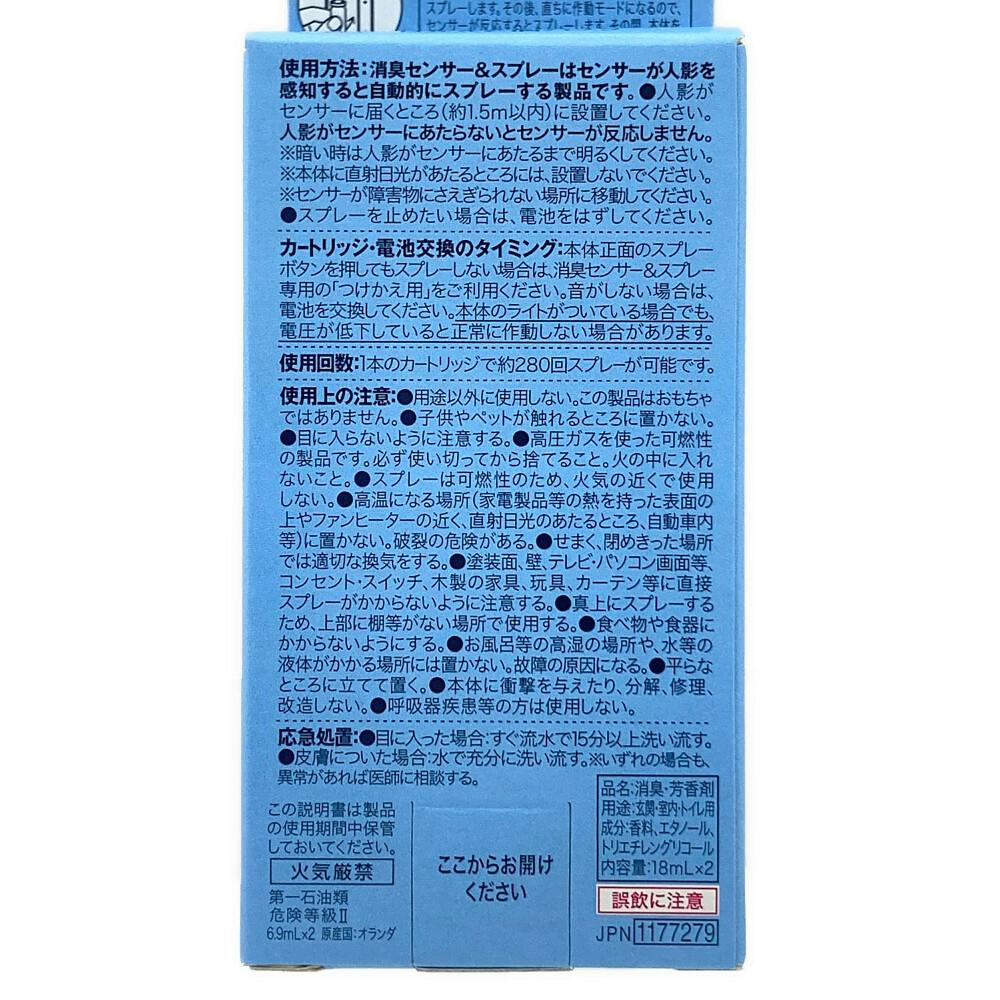 スプレーします。その後、直ちに作動モードになるので、
センサーが反応するとスプレーします。その間、本体を
使用方法:消臭センサー&スプレーはセンサーが人影を
感知すると自動的にスプレーする製品です。●人影が
センサーに届くところ(約1.5m以内)に設置してください。
人影がセンサーにあたらないとセンサーが反応しません。
※暗い時は人影がセンサーにあたるまで明るくしてください。
※本体に直射日光があたるところには、設置しないでください。
※センサーが障害物にさえぎられない場所に移動してください。
●スプレーを止めたい場合は、電池をはずしてください。
カートリッジ・電池交換のタイミング:本体正面のスプレー
ボタンを押してもスプレーしない場合は、消臭センサー&スプレー
専用の「つけかえ用」をご利用ください。音がしない場合は、
電池を交換してください。本体のライトがついている場合でも、
電圧が低下していると正常に作動しない場合があります。
使用回数:1本のカートリッジで約280回スプレーが可能です。
使用上の注意:●用途以外に使用しない。この製品はおもちゃ
ではありません。●子供やペットが触れるところに置かない。
●目に入らないように注意する。●高圧ガスを使った可燃性
の製品です。必ず使い切ってから捨てること。火の中に入れ
ないこと。●スプレーは可燃性のため、火気の近くで使用
しない。●高温になる場所(家電製品等の熱を持った表面の
上やファンヒーターの近く、直射日光のあたるところ、自動車内
等)に置かない。破裂の危険がある。●せまく、閉めきった場所
では適切な換気をする。●塗装面、壁、テレビ・パソコン画面等、
コンセント・スイッチ、木製の家具、玩具、カーテン等に直接
スプレーがかからないように注意する。●真上にスプレーする
ため、上部に棚等がない場所で使用する。●食べ物や食器に
かからないようにする。●お風呂等の高湿の場所や、水等の
液体がかかる場所には置かない。故障の原因になる。●平らな
ところに立てて置く。●本体に衝撃を与えたり、分解、修理、
改造しない。●呼吸器疾患等の方は使用しない。
応急処置:●目に入った場合:すぐ流水で15分以上洗い流す。
●皮膚についた場合:水で充分に洗い流す。※いずれの場合も、
異常があれば医師に相談する。
この説明書は製品
の使用期間中保管
しておいてください。
火気厳禁
第一石油類
危険等級Ⅱ
6.9mL×2 原産国:オランダ
ここからお開け
ください
品名:消臭・芳香剤
用途:玄関・室内・トイレ用
成分:香料、エタノール、
トリエチレングリコール
内容量:18mL×2
誤飲に注意
JPN 1177279